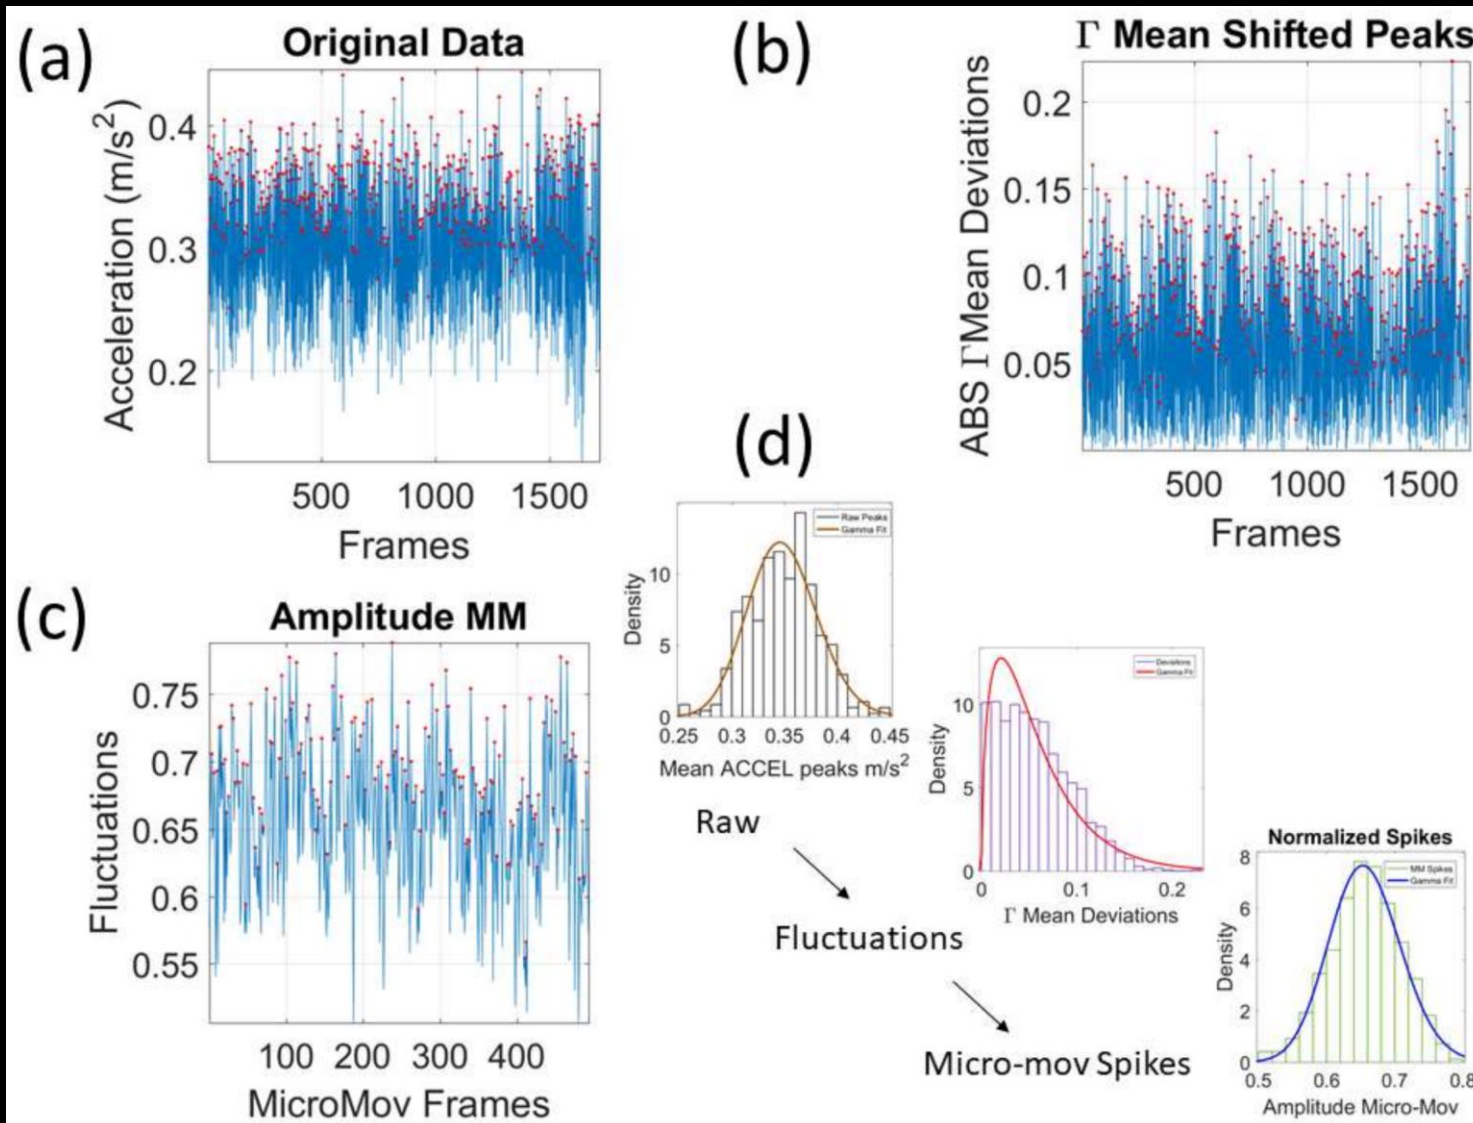 (a)
Original Data
Acceleration (m/s²)
0.4
0.3
0.2
500 1000 1500
Frames
(b)
Γ Mean Shifted Peaks
ABS ΓMean Deviations
0.2
0.15
0.1
0.05
500 1000 1500
Frames
(c)
Amplitude MM
Fluctuations
0.75
0.7
0.65
0.6
0.55
100 200 300 400
MicroMov Frames
(d)
Raw Peaks
Gamma Fit
Density
10
5
0
0.25 0.3 0.35 0.4 0.45
Mean ACCEL peaks m/s²
Raw
Deviations
Gamma Fit
Density
10
5
0
0 0.1 0.2
Γ Mean Deviations
Fluctuations
Normalized Spikes
MM Spikes
Gamma Fit
Density
8
6
4
2
0
0.5 0.6 0.7 0.8
Amplitude Micro-Mov
Micro-mov Spikes